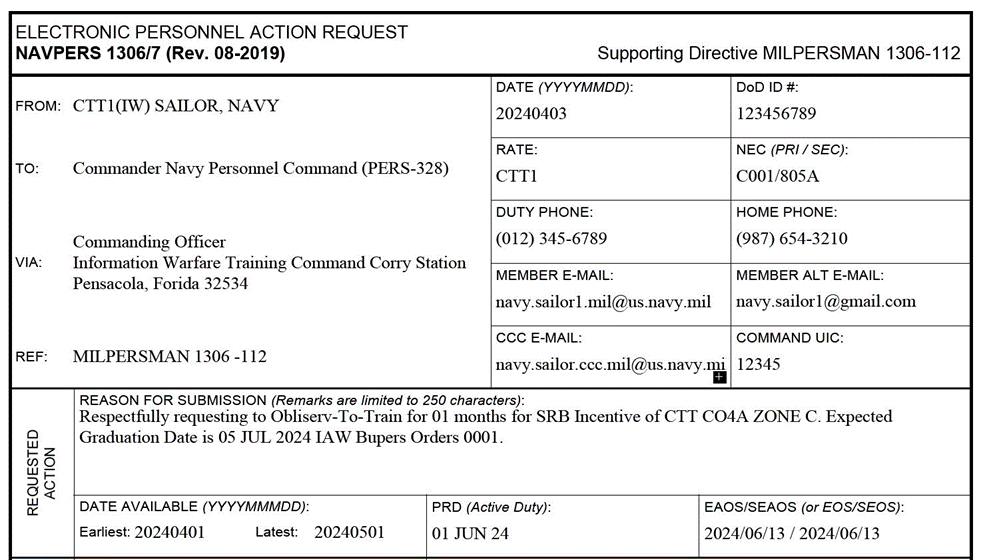 ELECTRONIC PERSONNEL ACTION REQUEST
NAVPERS 1306/7 (Rev. 08-2019)
Supporting Directive MILPERSMAN 1306-112
FROM: CTT1(IW) SAILOR, NAVY
DATE (YYYYMMDD):
20240403
DoD ID #:
123456789
TO: Commander Navy Personnel Command (PERS-328)
RATE:
CTT1
NEC (PRI / SEC):
C001/805A
VIA: Commanding Officer
Information Warfare Training Command Corry Station
Pensacola, Forida 32534
DUTY PHONE:
(012) 345-6789
HOME PHONE:
(987) 654-3210
MEMBER E-MAIL:
navy.sailor1.mil@us.navy.mil
MEMBER ALT E-MAIL:
navy.sailor1@gmail.com
REF: MILPERSMAN 1306 -112
CCC E-MAIL:
navy.sailor.ccc.mil@us.navy.mi
COMMAND UIC:
12345
REQUESTED
ACTION
REASON FOR SUBMISSION (Remarks are limited to 250 characters):
Respectfully requesting to Obliserv-To-Train for 01 months for SRB Incentive of CTT CO4A ZONE C. Expected
Graduation Date is 05 JUL 2024 IAW Bupers Orders 0001.
DATE AVAILABLE (YYYYMMMDD):
Earliest: 20240401 Latest: 20240501
PRD (Active Duty):
01 JUN 24
EAOS/SEAOS (or EOS/SEOS):
2024/06/13 / 2024/06/13